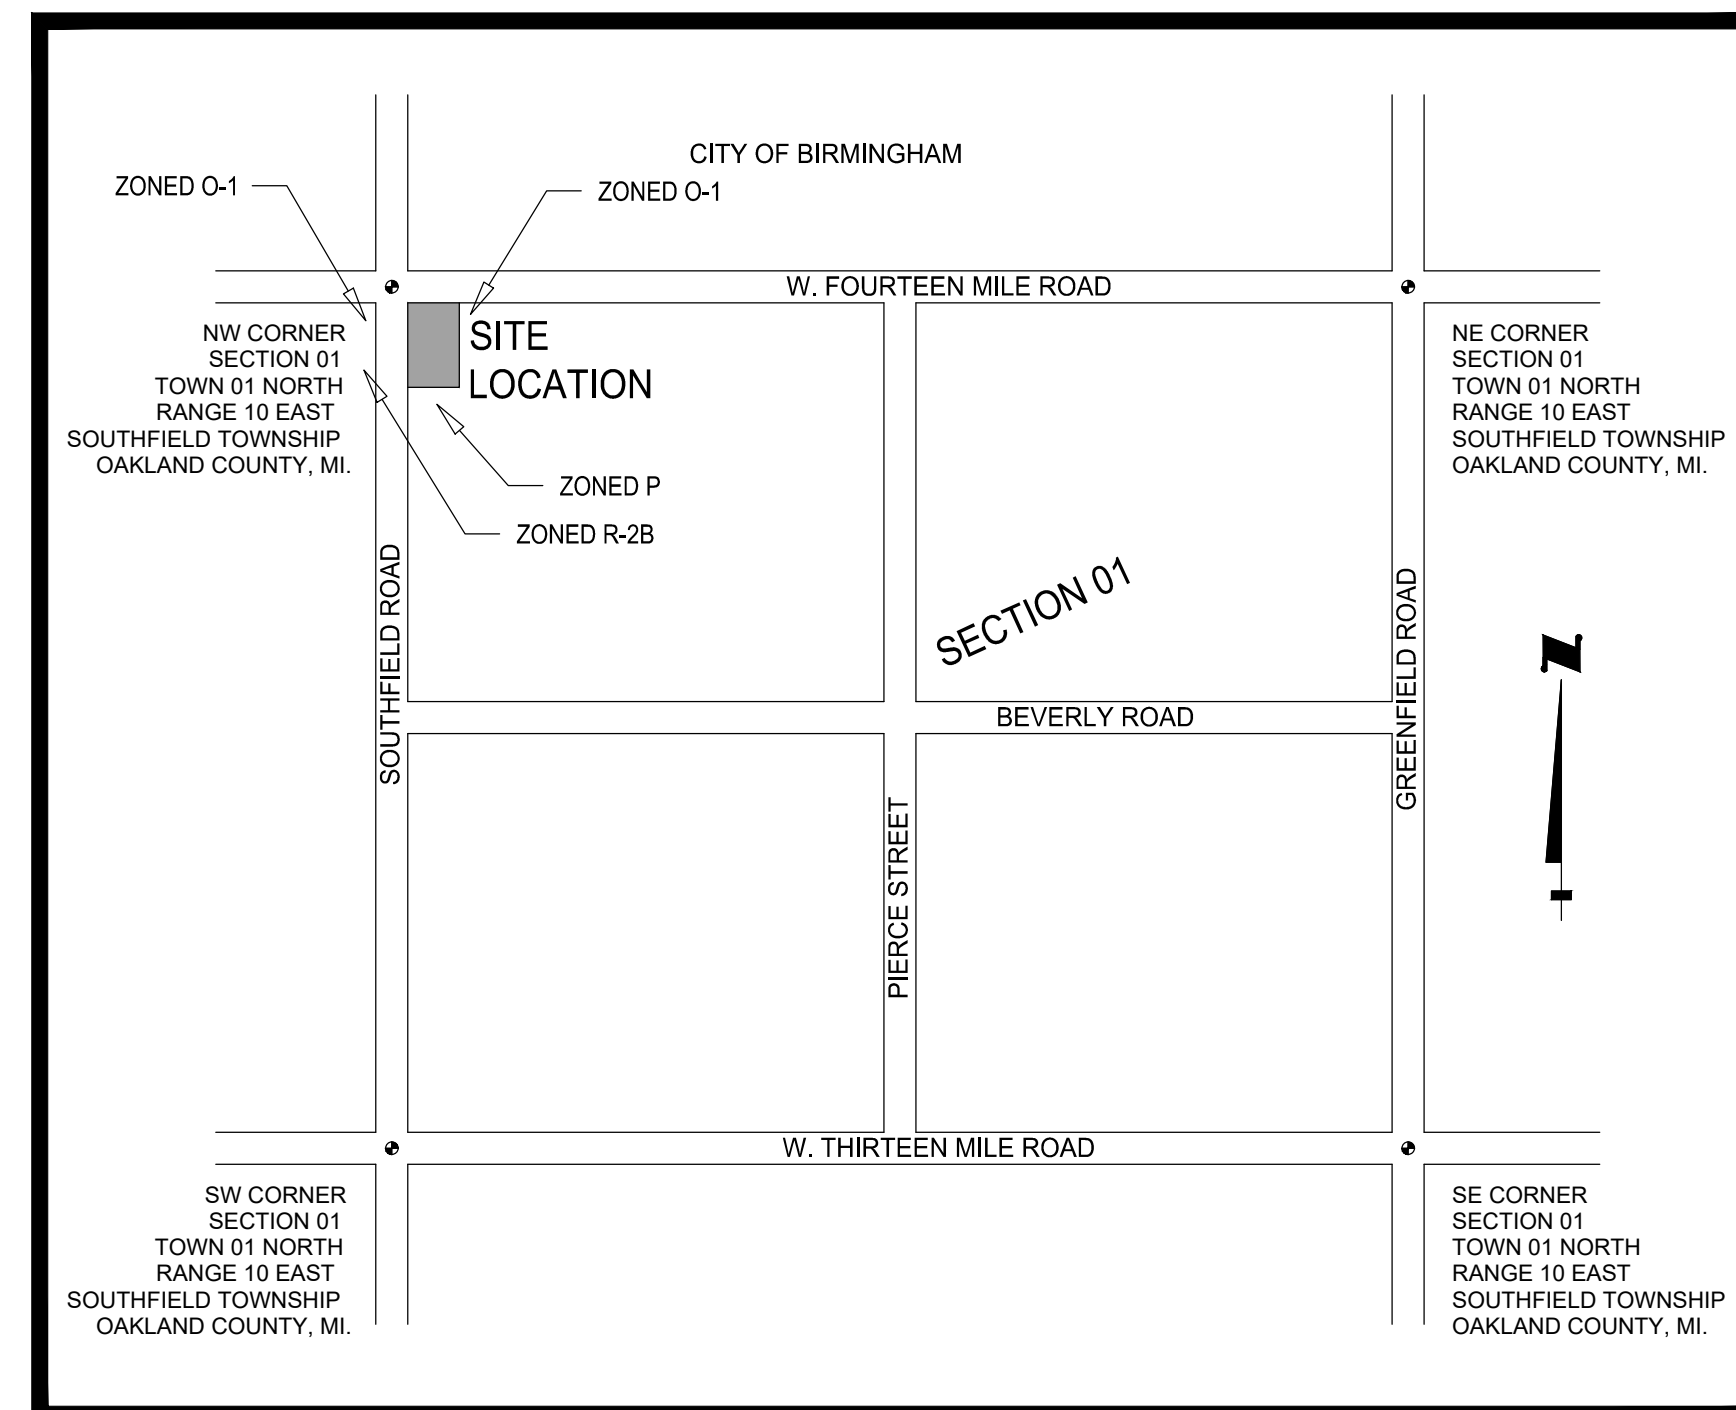 CITY OF BIRMINGHAM
ZONED O-1
ZONED O-1
W. FOURTEEN MILE ROAD
NW CORNER
SECTION 01
TOWN 01 NORTH
RANGE 10 EAST
SOUTHFIELD TOWNSHIP
OAKLAND COUNTY, MI.
SITE
LOCATION
NE CORNER
SECTION 01
TOWN 01 NORTH
RANGE 10 EAST
SOUTHFIELD TOWNSHIP
OAKLAND COUNTY, MI.
ZONED P
ZONED R-2B
SOUTHFIELD ROAD
SECTION 01
GREENFIELD ROAD
N
BEVERLY ROAD
PIERCE STREET
W. THIRTEEN MILE ROAD
SW CORNER
SECTION 01
TOWN 01 NORTH
RANGE 10 EAST
SOUTHFIELD TOWNSHIP
OAKLAND COUNTY, MI.
SE CORNER
SECTION 01
TOWN 01 NORTH
RANGE 10 EAST
SOUTHFIELD TOWNSHIP
OAKLAND COUNTY, MI.